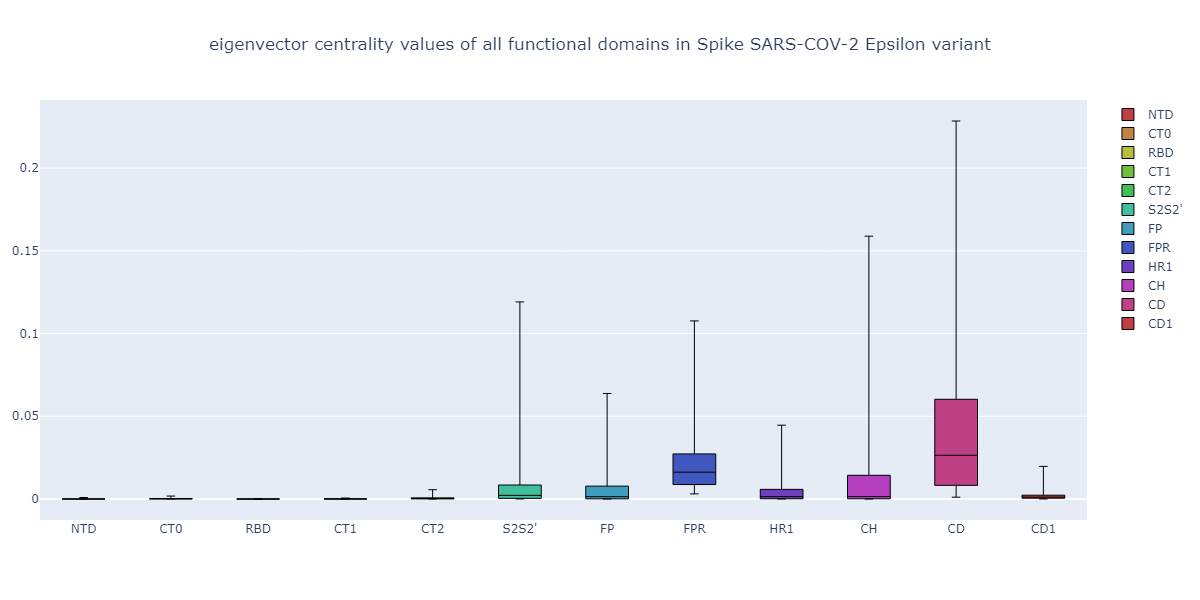 eigenvector centrality values of all functional domains in Spike SARS-COV-2 Epsilon variant
0.2
0.15
0.1
0.05
0
NTD CT0 RBD CT1 CT2 S2S2' FP FPR HR1 CH CD CD1
NTD
CT0
RBD
CT1
CT2
S2S2'
FP
FPR
HR1
CH
CD
CD1